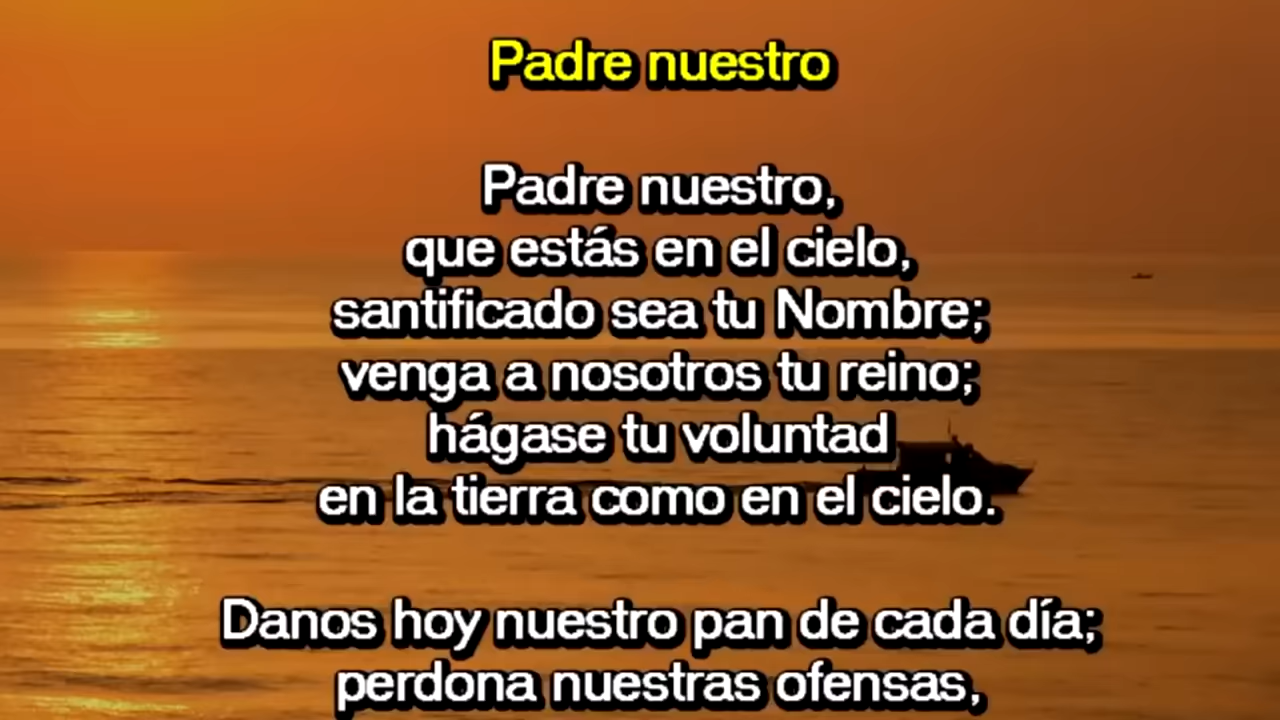 Padre nuestro
Padre nuestro,
que estás en el cielo,
santificado sea tu Nombre;
venga a nosotros tu reino;
hágase tu voluntad
en la tierra como en el cielo.
Danos hoy nuestro pan de cada día;
perdona nuestras ofensas,